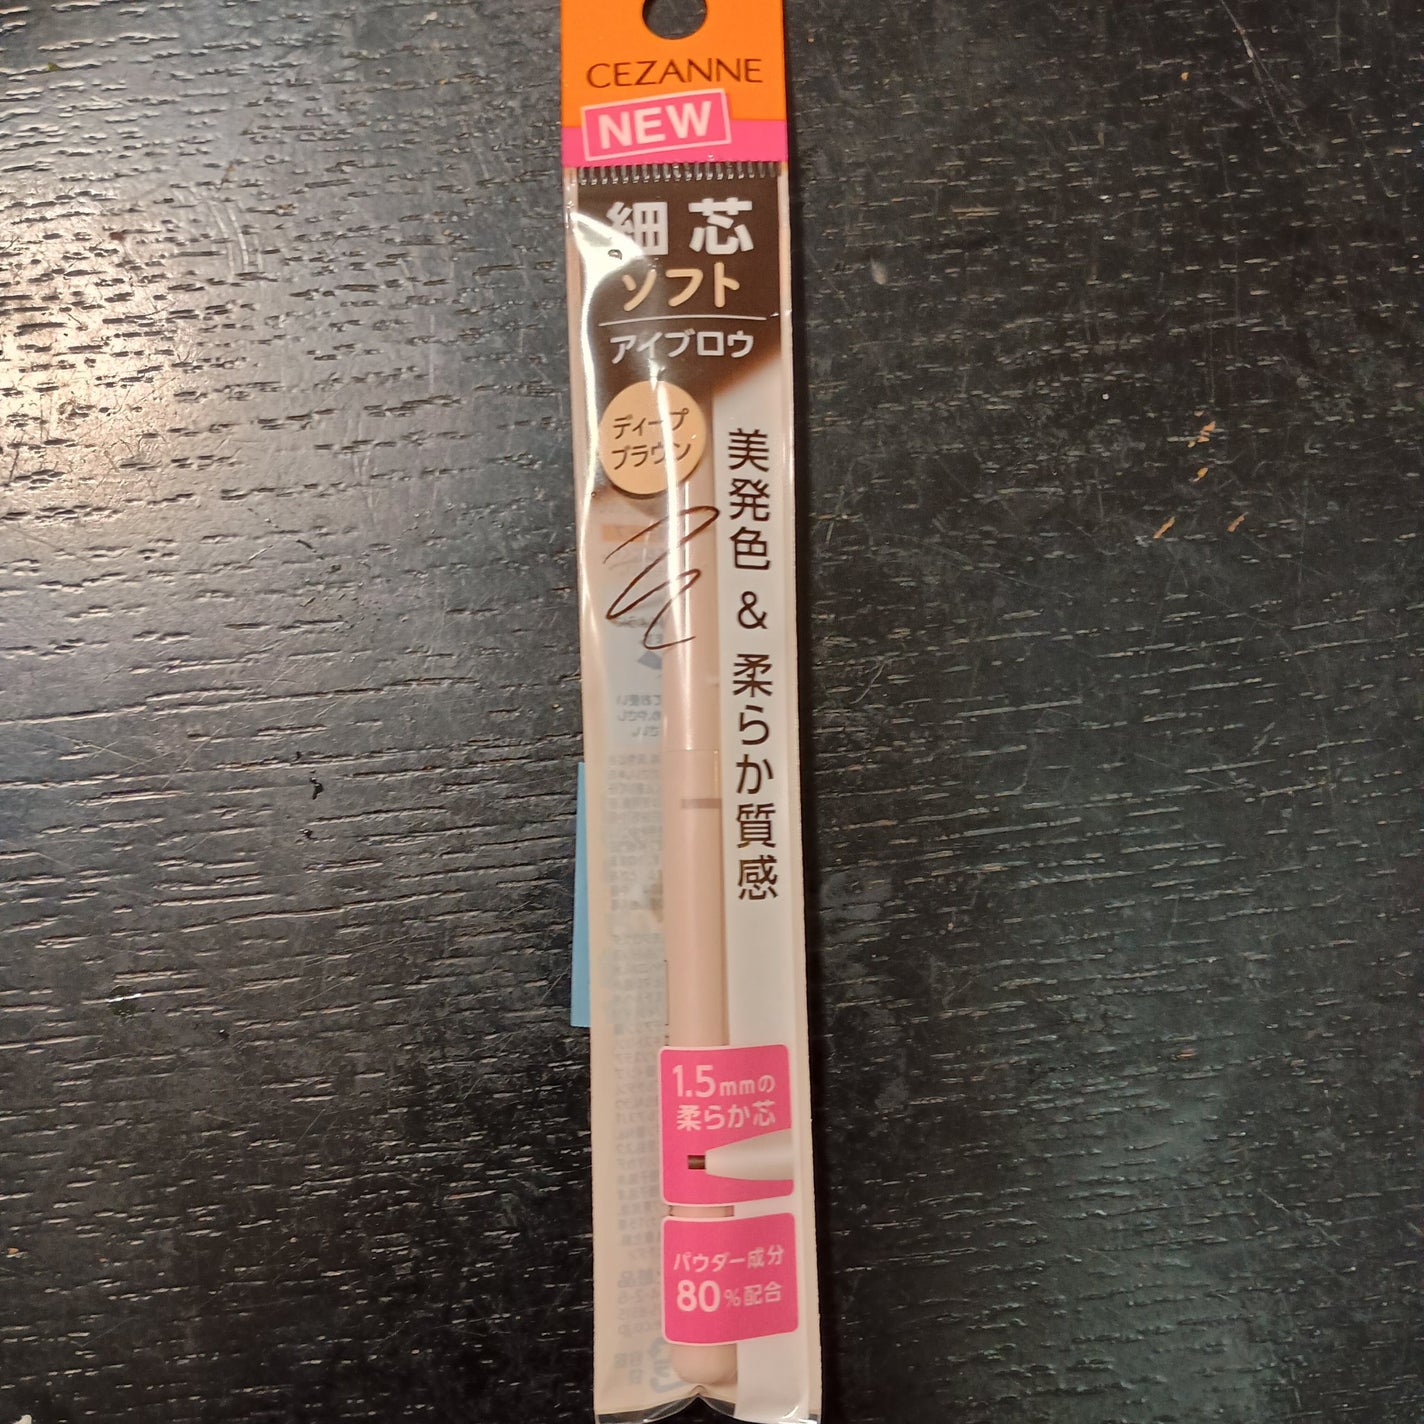 CEZANNE
NEW
細芯
ソフト
アイブロウ
ディープ
ブラウン
美発色 & 柔らか質感
1.5mmの
柔らか芯
パウダー成分
80%配合